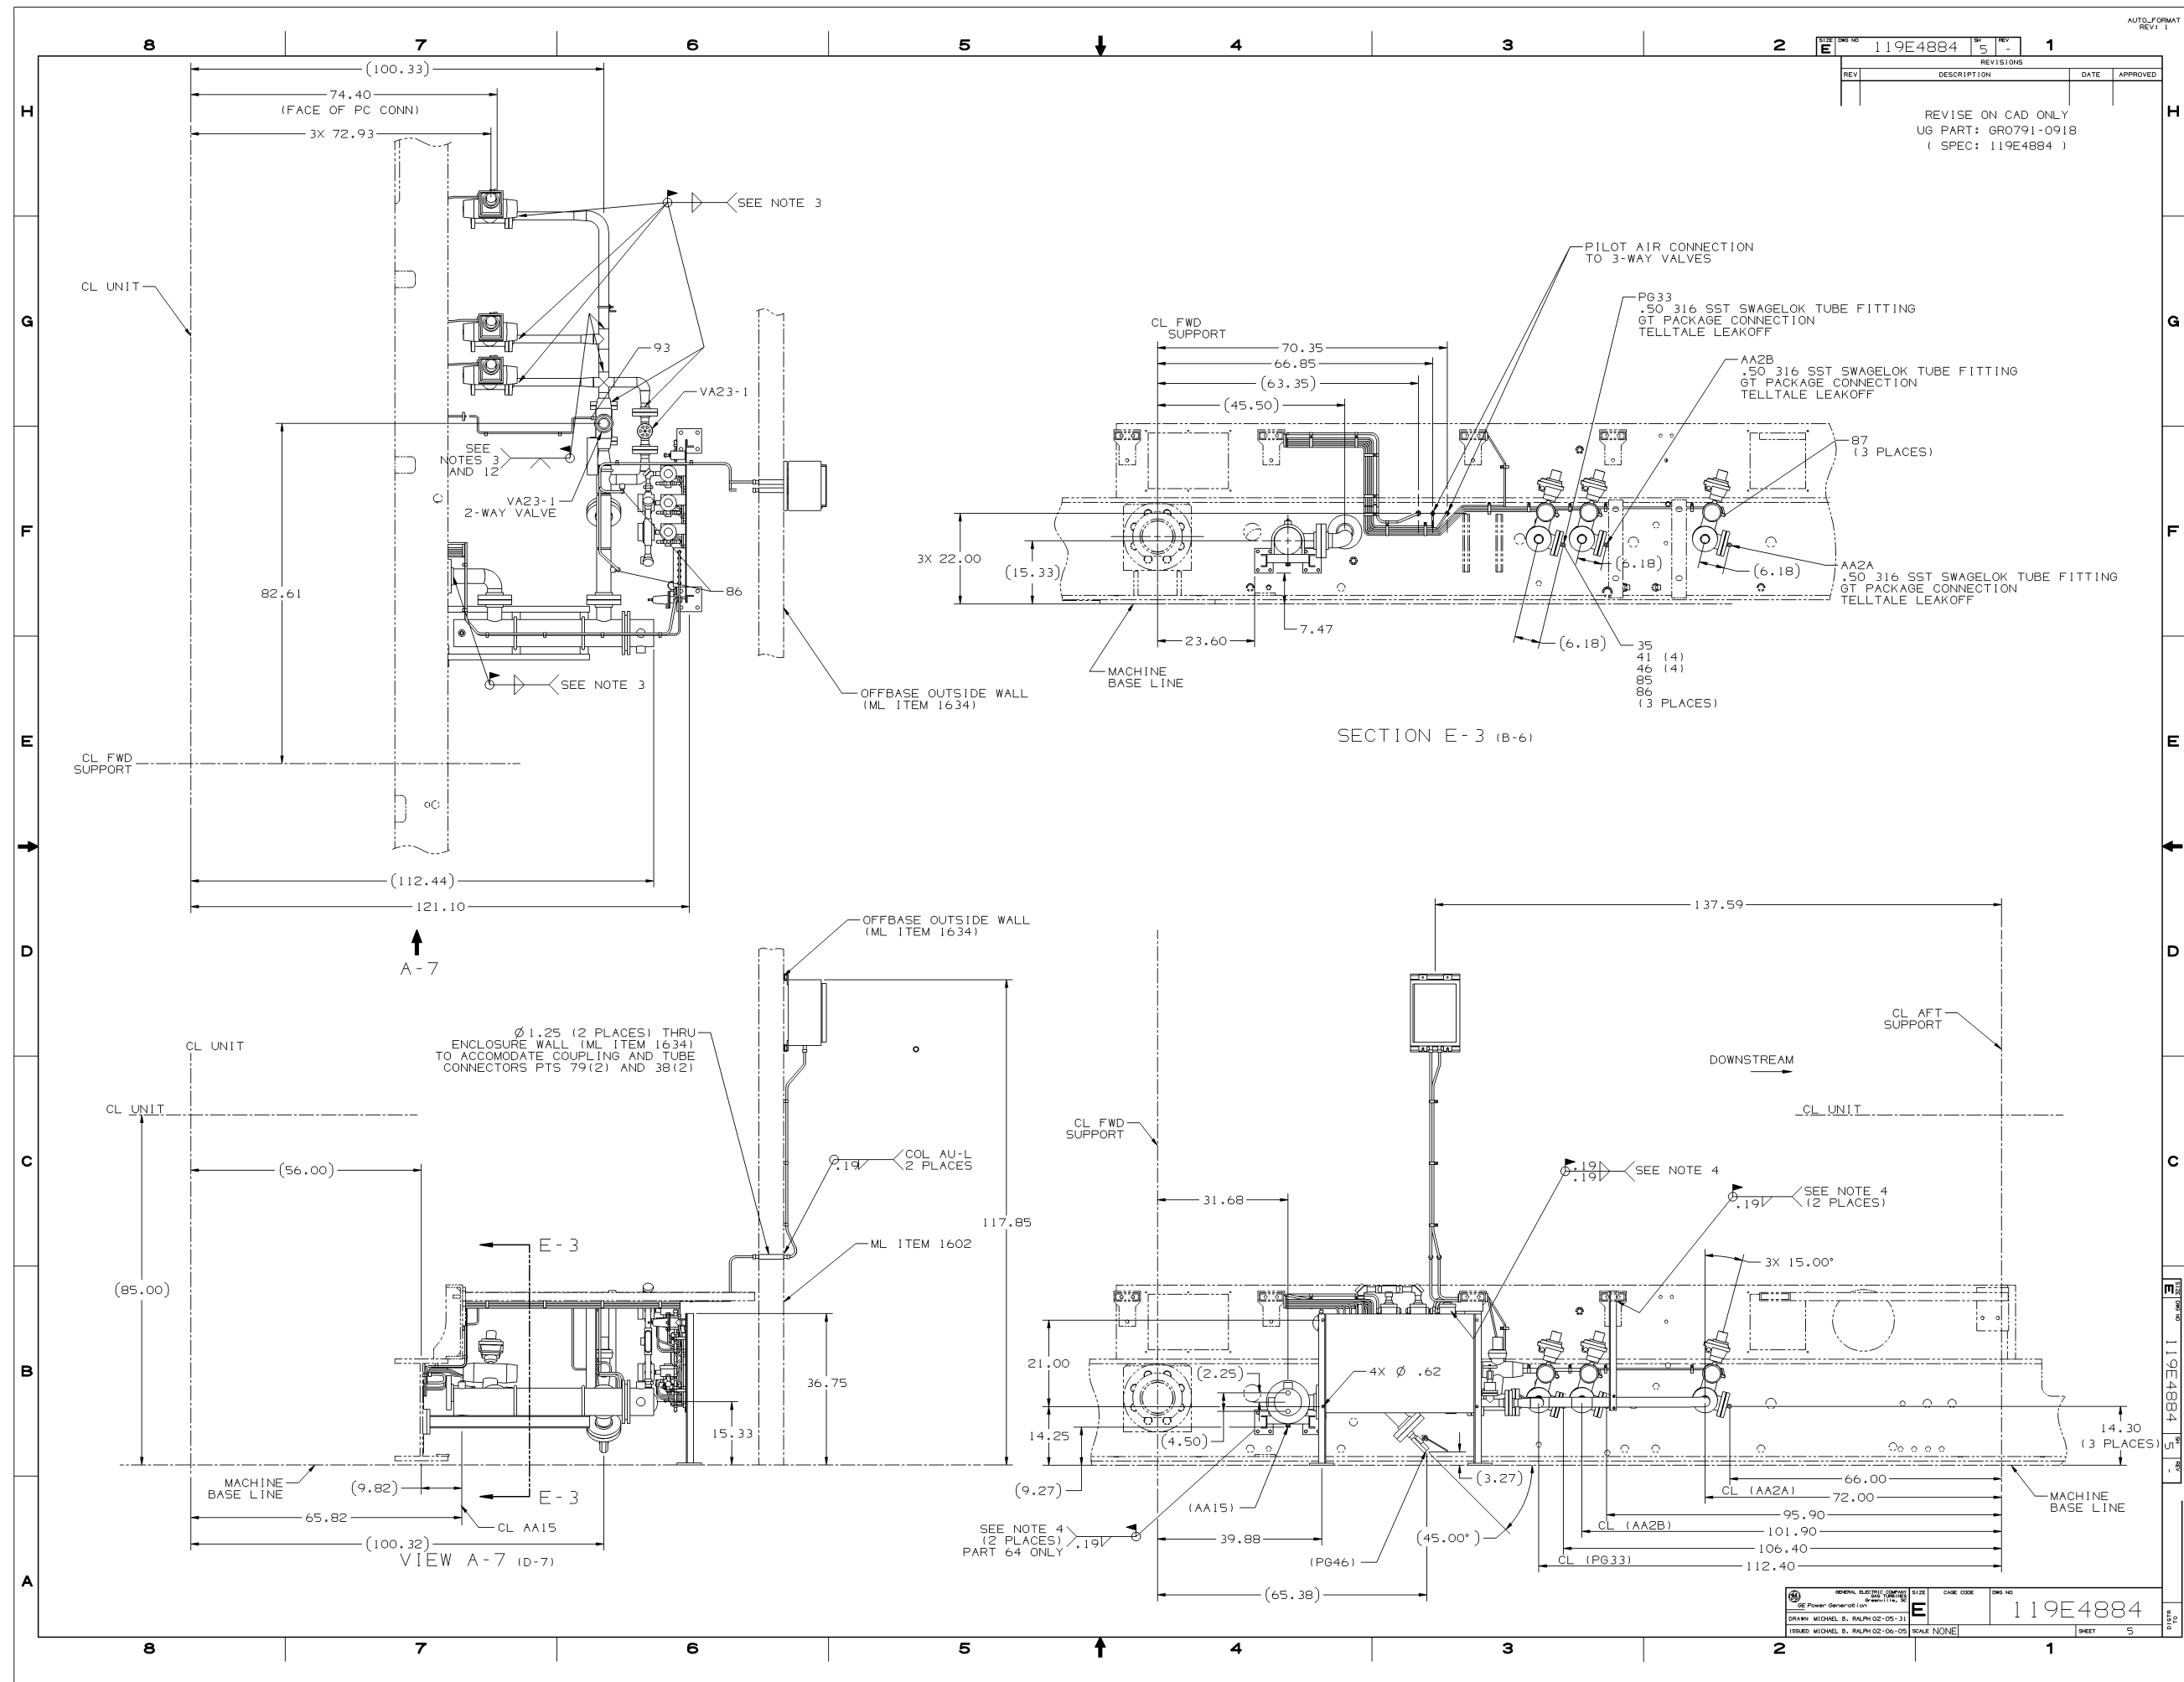 AUTO_FORMAT
REV: 1
8 7 6 5 4 3 2 1
SIZE E DWG NO 119E4884 SH 5 REV -
REVISIONS
REV DESCRIPTION DATE APPROVED
REVISE ON CAD ONLY
UG PART: GR0791-0918
( SPEC: 119E4884 )
H
G
F
E
D
C
B
A
H
G
F
E
D
C
B
A
(100.33)
74.40
(FACE OF PC CONN)
3X 72.93
SEE NOTE 3
CL UNIT
93
VA23-1
SEE
NOTES 3
AND 12
VA23-1
2-WAY VALVE
82.61
86
SEE NOTE 3
OFFBASE OUTSIDE WALL
(ML ITEM 1634)
CL FWD
SUPPORT
(112.44)
121.10
A-7
PILOT AIR CONNECTION
TO 3-WAY VALVES
PG33
.50 316 SST SWAGELOK TUBE FITTING
GT PACKAGE CONNECTION
TELLTALE LEAKOFF
CL FWD
SUPPORT
70.35
66.85
(63.35)
(45.50)
AA2B
.50 316 SST SWAGELOK TUBE FITTING
GT PACKAGE CONNECTION
TELLTALE LEAKOFF
87
(3 PLACES)
3X 22.00
(15.33)
(6.18)
(6.18)
AA2A
.50 316 SST SWAGELOK TUBE FITTING
GT PACKAGE CONNECTION
TELLTALE LEAKOFF
7.47
23.60
(6.18)
35
41 (4)
46 (4)
85
86
(3 PLACES)
MACHINE
BASE LINE
SECTION E-3 (B-6)
OFFBASE OUTSIDE WALL
(ML ITEM 1634)
Ø1.25 (2 PLACES) THRU
ENCLOSURE WALL (ML ITEM 1634)
TO ACCOMODATE COUPLING AND TUBE
CONNECTORS PTS 79(2) AND 38(2)
CL UNIT
CL UNIT
(56.00)
.19
COL AU-L
2 PLACES
117.85
E-3
ML ITEM 1602
(85.00)
36.75
15.33
MACHINE
BASE LINE
(9.82)
E-3
65.82
CL AA15
(100.32)
VIEW A-7 (D-7)
137.59
CL AFT
SUPPORT
DOWNSTREAM
CL UNIT
CL FWD
SUPPORT
.19
.19
SEE NOTE 4
31.68
.19
SEE NOTE 4
(2 PLACES)
3X 15.00°
21.00
(2.25)
4X Ø .62
14.25
(4.50)
14.30
(3 PLACES)
(9.27)
(3.27)
66.00
(AA15)
CL (AA2A)
72.00
MACHINE
BASE LINE
95.90
SEE NOTE 4
(2 PLACES)
PART 64 ONLY
.19
39.88
(45.00°)
CL (AA2B)
101.90
106.40
(PG46)
CL (PG33)
112.40
(65.38)
SIZE E DWG NO 119E4884 SH 5 REV -
DISTR TO
GENERAL ELECTRIC COMPANY
GAS TURBINES
Greenville, SC
GE Power Generation
SIZE E CAGE CODE DWG NO 119E4884
DRAWN MICHAEL B. RALPH 02-05-31
ISSUED MICHAEL B. RALPH 02-06-05 SCALE NONE SHEET 5
8 7 6 5 4 3 2 1